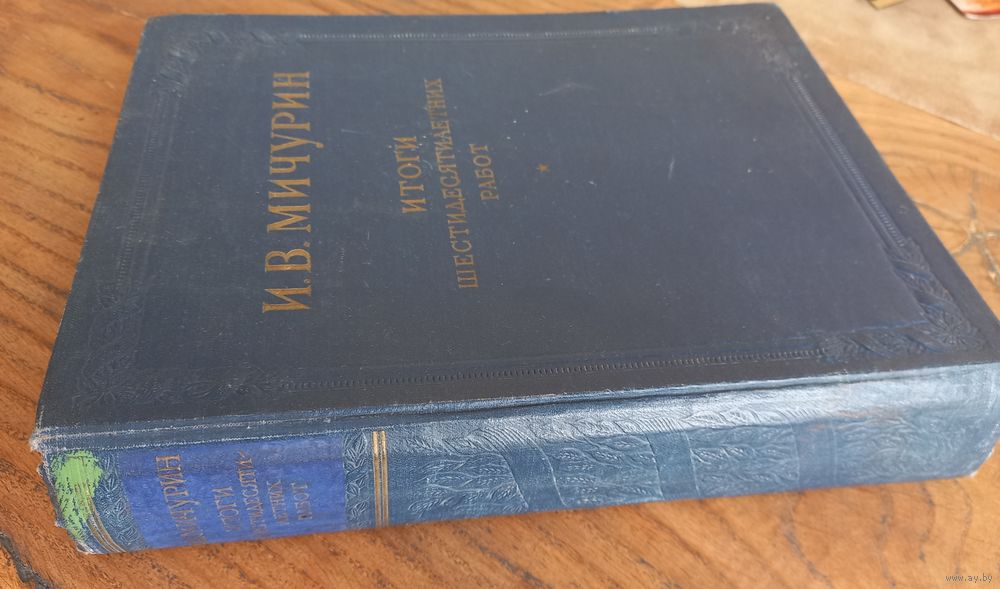 И.В. МИЧУРИН
ИТОГИ
ШЕСТИДЕСЯТИЛЕТНИХ
РАБОТ
МИЧУРИН
ИТОГИ
РАБОТ
www.ay.by